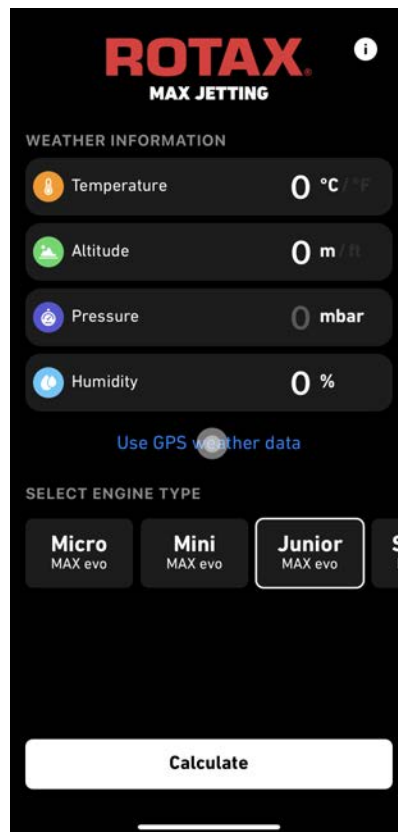 ROTAX
MAX JETTING
WEATHER INFORMATION
Temperature 0 °C / °F
Altitude 0 m / ft
Pressure 0 mbar
Humidity 0 %
Use GPS weather data
SELECT ENGINE TYPE
Micro Mini Junior
MAX evo MAX evo MAX evo
Calculate